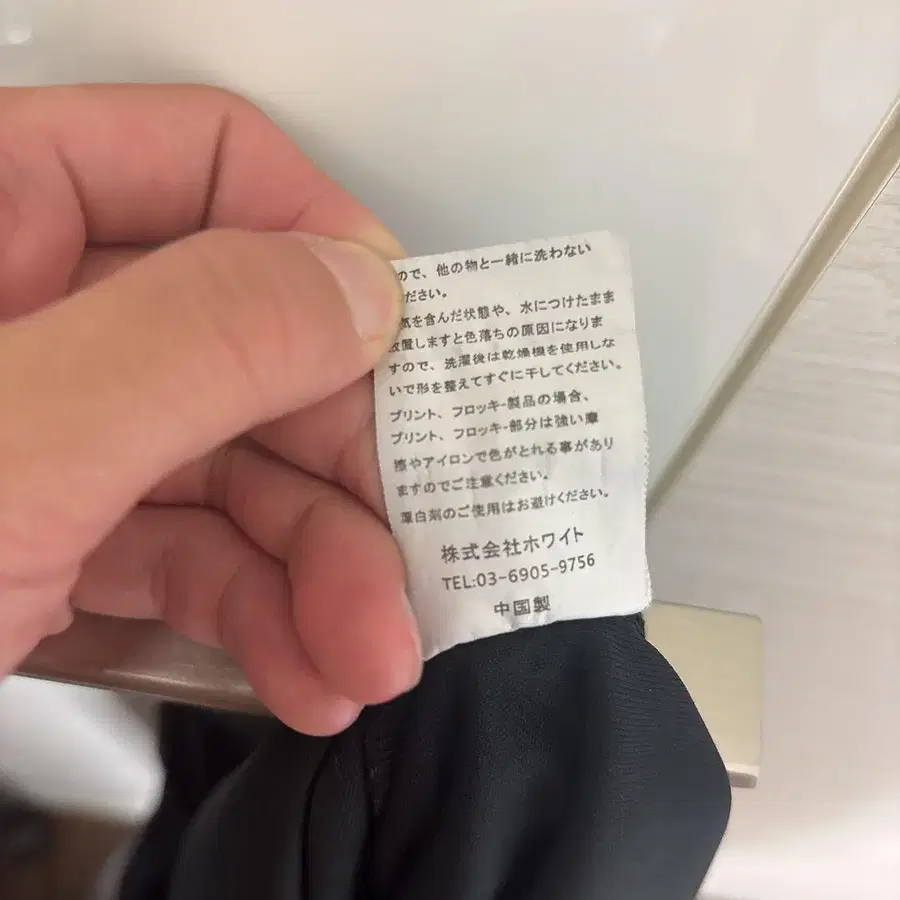 ので、他の物と一緒に洗わない
ださい。
気を含んだ状態や、水につけたまま
放置しますと色落ちの原因になりま
すので、洗濯後は乾燥機を使用しな
いで形を整えてすぐに干してください。
プリント、フロッキー製品の場合、
プリント、フロッキー部分は強い摩
擦やアイロンで色がとれる事があり
ますのでご注意ください。
漂白剤のご使用はお避けください。
株式会社ホワイト
TEL:03-6905-9756
中国製